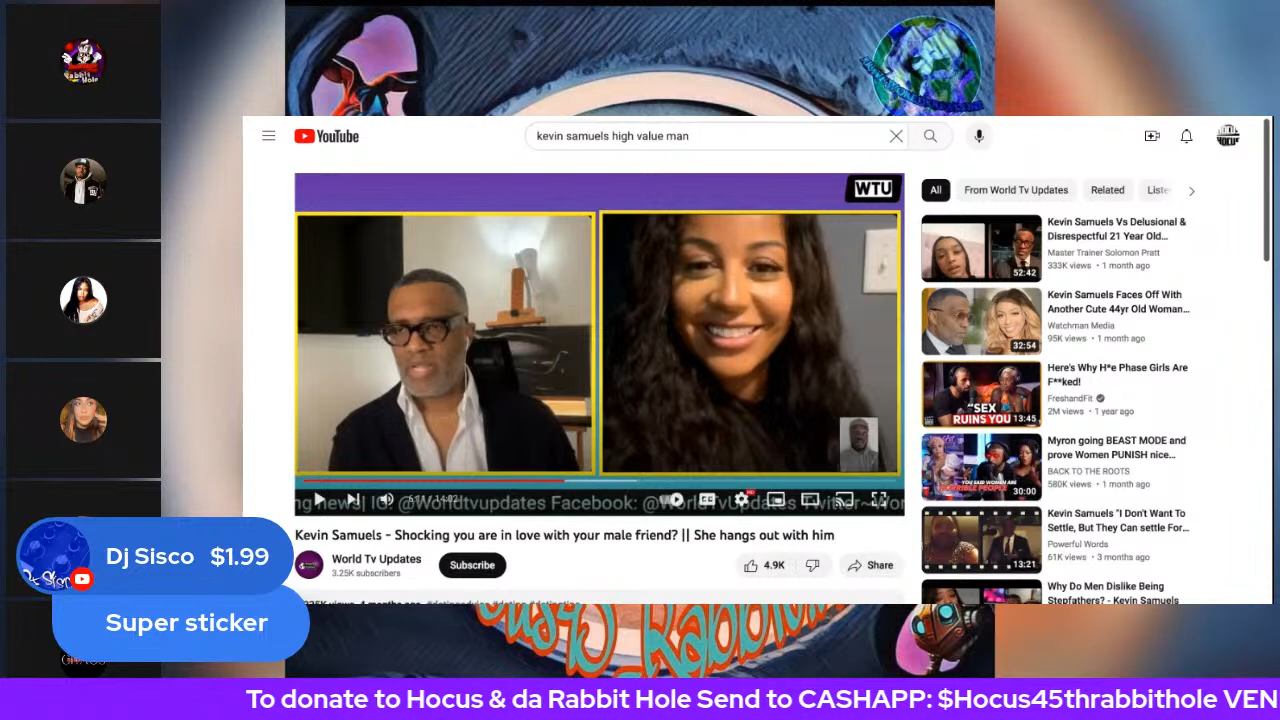 Rabbit
Hole
YouTube
kevin samuels high value man
WTU
All
From World Tv Updates
Related
Liste
Kevin Samuels Vs Delusional &
Disrespectful 21 Year Old...
Master Trainer Solomon Pratt
333K views • 1 month ago
52:42
Kevin Samuels Faces Off With
Another Cute 44yr Old Woman...
Watchman Media
95K views • 1 month ago
32:54
Here's Why H*e Phase Girls Are
F**ked!
FreshandFit
2M views • 1 year ago
"SEX
RUINS YOU
13:45
Myron going BEAST MODE and
prove Women PUNISH nice...
BACK TO THE ROOTS
580K views • 1 month ago
30:00
Kevin Samuels "I Don't Want To
Settle, But They Can settle For...
Powerful Words
61K views • 3 months ago
13:21
Why Do Men Dislike Being
Stepfathers? - Kevin Samuels
ng news| IG: @Worldtvupdates Facebook: @WorldTvUpdates Twitter~
Kevin Samuels - Shocking you are in love with your male friend? || She hangs out with him
World Tv Updates
3.25K subscribers
Subscribe
4.9K
Share
Dj Sisco $1.99
Super sticker
To donate to Hocus & da Rabbit Hole Send to CASHAPP: $Hocus45thrabbithole VEN